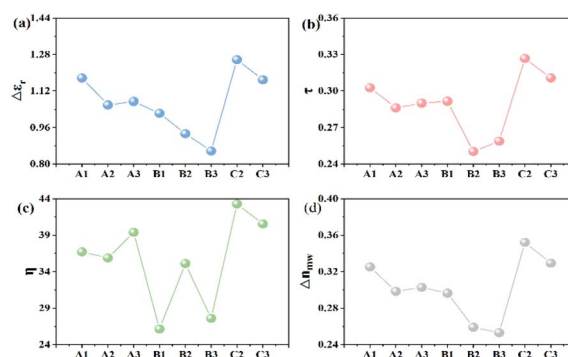 (a)
1.44
1.28
1.12
0.96
0.80
Δεr
A1 A2 A3 B1 B2 B3 C2 C3
(b)
0.36
0.33
0.30
0.27
0.24
τ
A1 A2 A3 B1 B2 B3 C2 C3
(c)
44
39
34
29
24
η
A1 A2 A3 B1 B2 B3 C2 C3
(d)
0.40
0.36
0.32
0.28
0.24
Δnmw
A1 A2 A3 B1 B2 B3 C2 C3